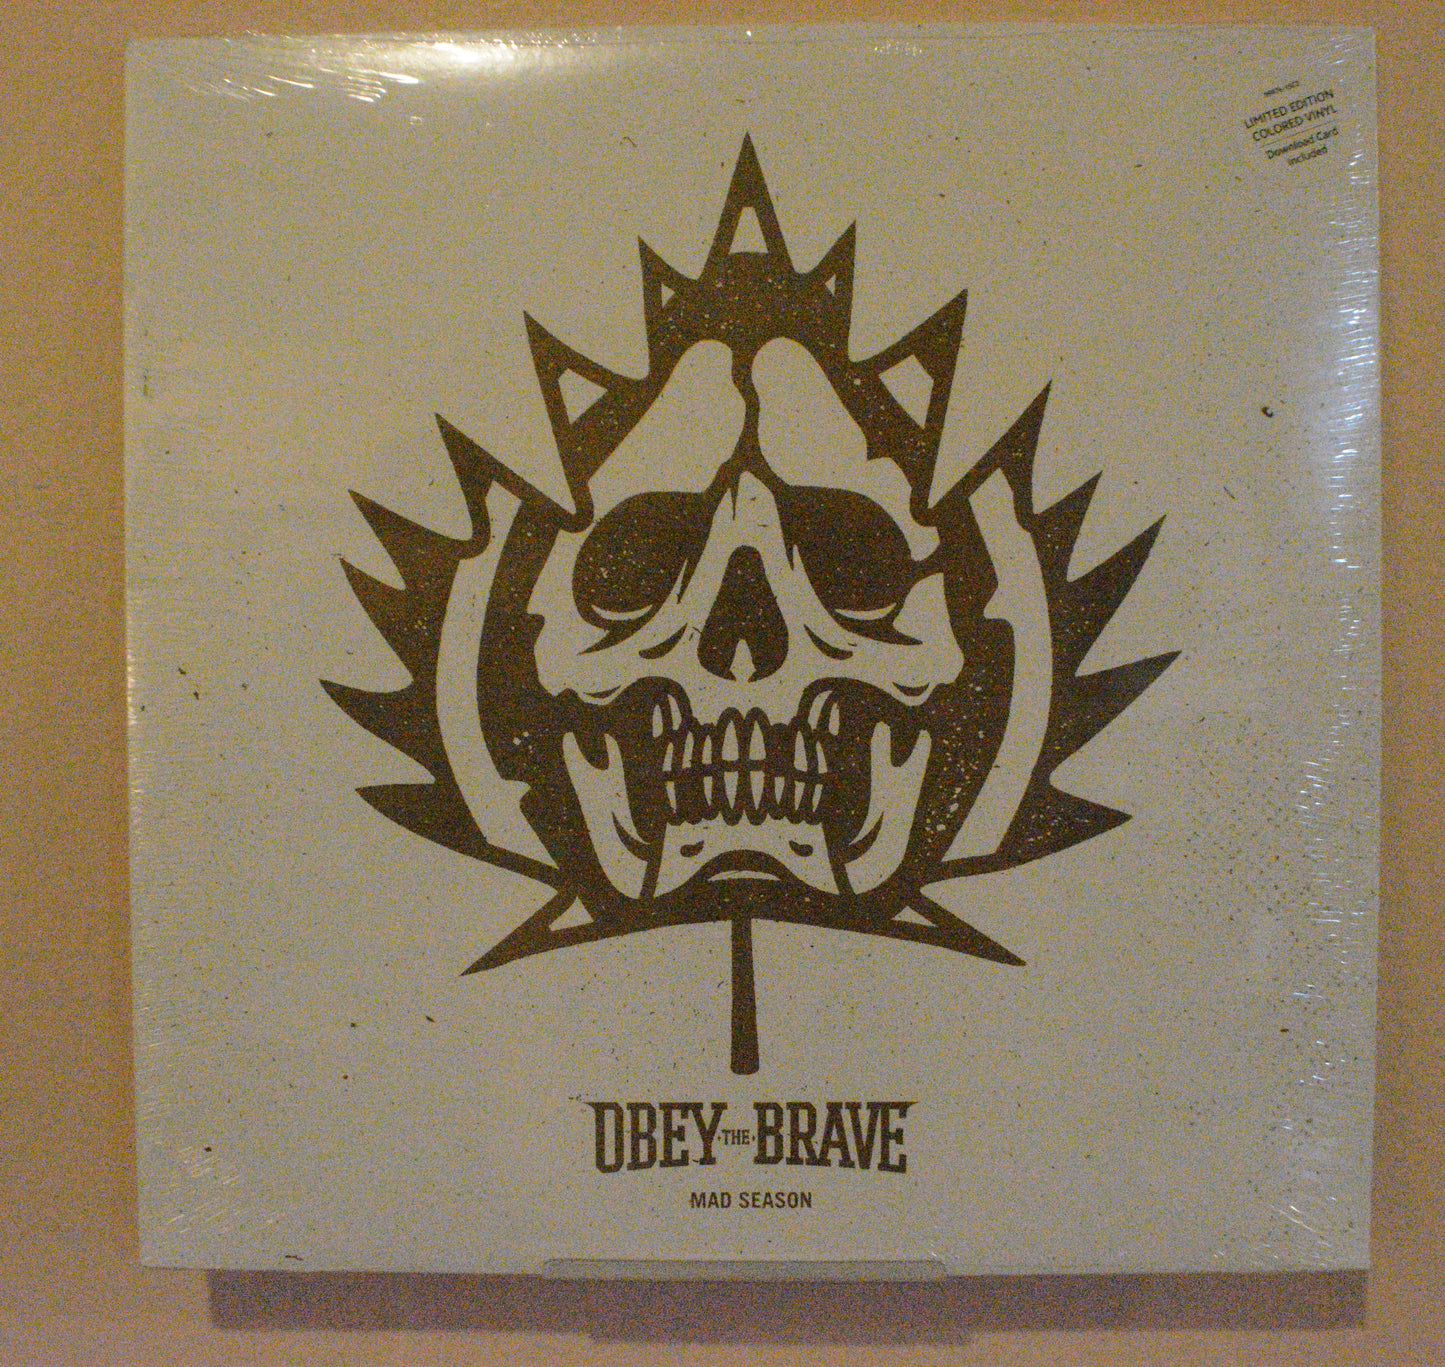 LIMITED EDITION
COLORED VINYL
Download Card
included
OBEY THE BRAVE
MAD SEASON